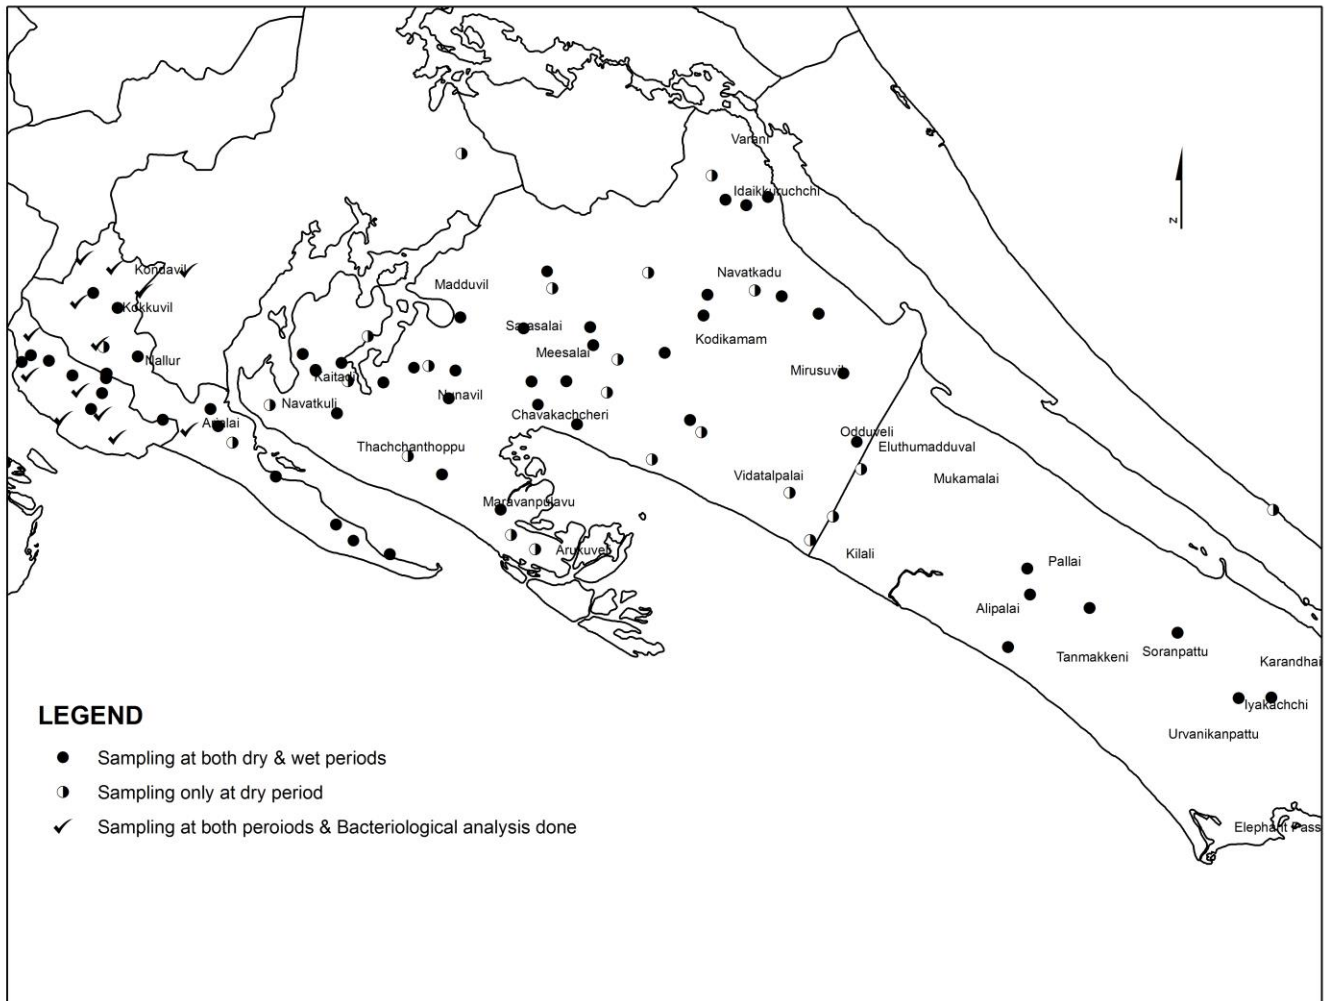 Varani
Idaikkuruchchi
z
Kondavil
Navatkadu
Madduvil
Kokkuvil
Sarasalai
Kodikamam
Meesalai
Nallur
Mirusuvil
Kaitadi
Nunavil
Navatkuli
Chavakachcheri
Ariyalai
Odduveli
Eluthumadduval
Thachchanthoppu
Vidatalpalai
Mukamalai
Maravanpulavu
Arukuveli
Kilali
Pallai
Alipalai
Tanmakkeni
Soranpattu
Karandhai
Iyakachchi
Urvanikanpattu
LEGEND
Sampling at both dry & wet periods
Sampling only at dry period
Sampling at both peroiods & Bacteriological analysis done
Elephant Pass